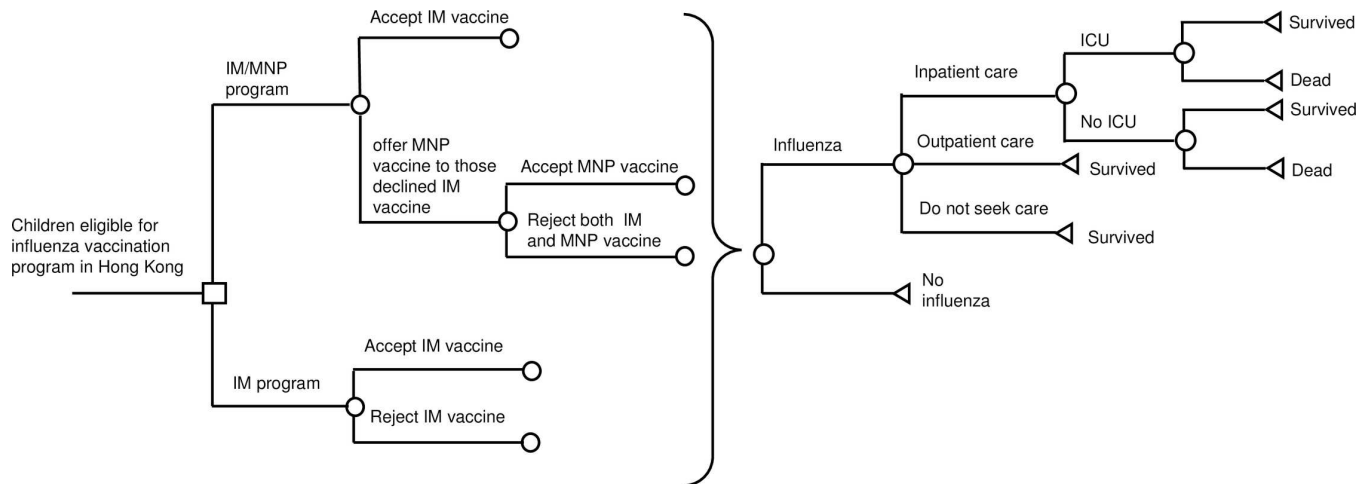 Children eligible for
influenza vaccination
program in Hong Kong
IM/MNP
program
Accept IM vaccine
offer MNP
vaccine to those
declined IM
vaccine
Accept MNP vaccine
Reject both IM
and MNP vaccine
IM program
Accept IM vaccine
Reject IM vaccine
Influenza
No
influenza
Inpatient care
Outpatient care
Survived
Do not seek care
Survived
ICU
Survived
Dead
No ICU
Survived
Dead